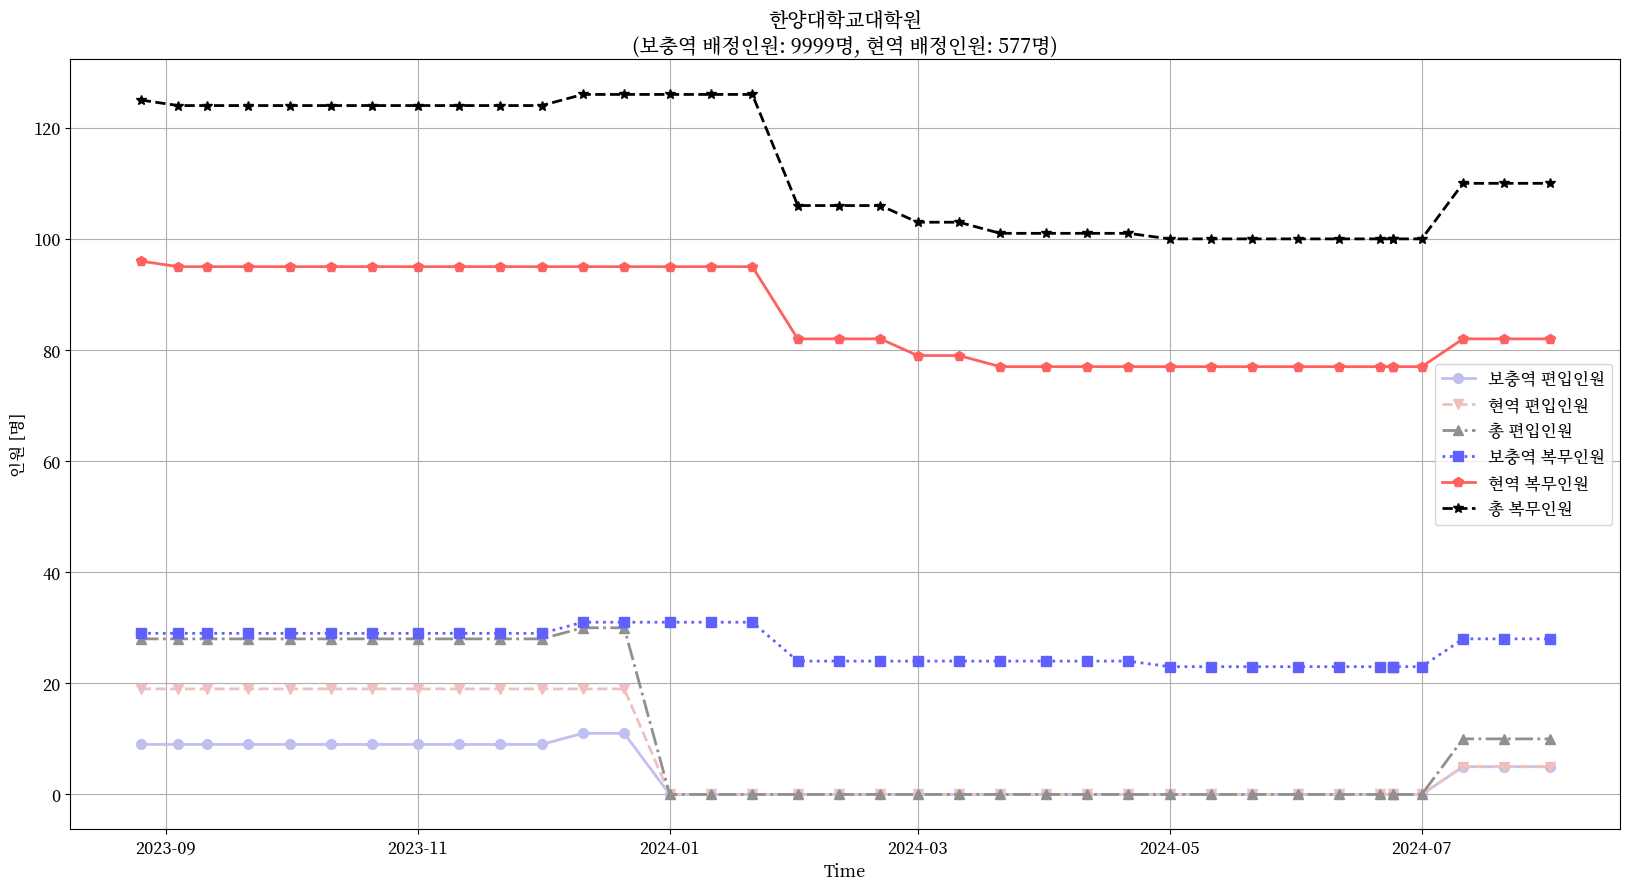 한양대학교대학원
(보충역 배정인원: 9999명, 현역 배정인원: 577명)
인원 [명]
120
100
80
60
40
20
0
보충역 편입인원
현역 편입인원
총 편입인원
보충역 복무인원
현역 복무인원
총 복무인원
2023-09
2023-11
2024-01
2024-03
2024-05
2024-07
Time